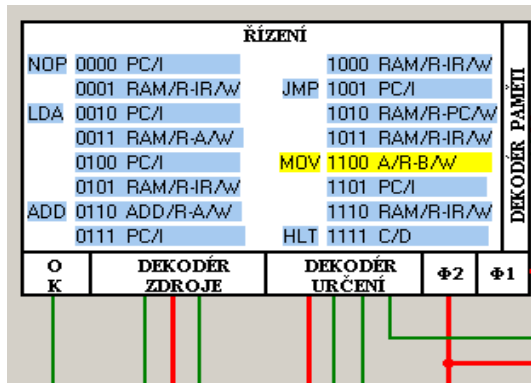 ŘÍZENÍ
NOP 0000 PC/I
0001 RAM/R-IR/W
LDA 0010 PC/I
0011 RAM/R-A/W
0100 PC/I
0101 RAM/R-IR/W
ADD 0110 ADD/R-A/W
0111 PC/I
1000 RAM/R-IR/W
JMP 1001 PC/I
1010 RAM/R-PC/W
1011 RAM/R-IR/W
MOV 1100 A/R-B/W
1101 PC/I
1110 RAM/R-IR/W
HLT 1111 C/D
DEKODĚR PAMĚTI
O
K
DEKODÉR
ZDROJE
DEKODÉR
URČENÍ
Φ2
Φ1